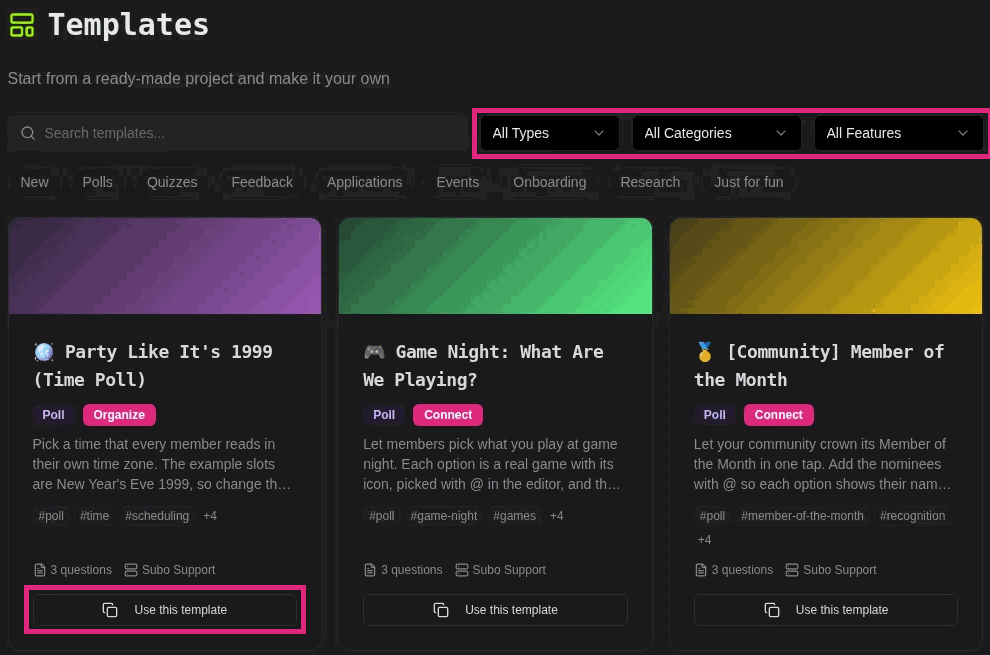 Templates
Start from a ready-made project and make it your own
Search templates...
All Types
All Categories
All Features
New
Polls
Quizzes
Feedback
Applications
Events
Onboarding
Research
Just for fun
Party Like It's 1999
(Time Poll)
Poll
Organize
Pick a time that every member reads in
their own time zone. The example slots
are New Year's Eve 1999, so change th...
#poll
#time
#scheduling
+4
3 questions
Subo Support
Use this template
Game Night: What Are
We Playing?
Poll
Connect
Let members pick what you play at game
night. Each option is a real game with its
icon, picked with @ in the editor, and th...
#poll
#game-night
#games
+4
3 questions
Subo Support
Use this template
[Community] Member of
the Month
Poll
Connect
Let your community crown its Member of
the Month in one tap. Add the nominees
with @ so each option shows their nam...
#poll
#member-of-the-month
#recognition
+4
3 questions
Subo Support
Use this template